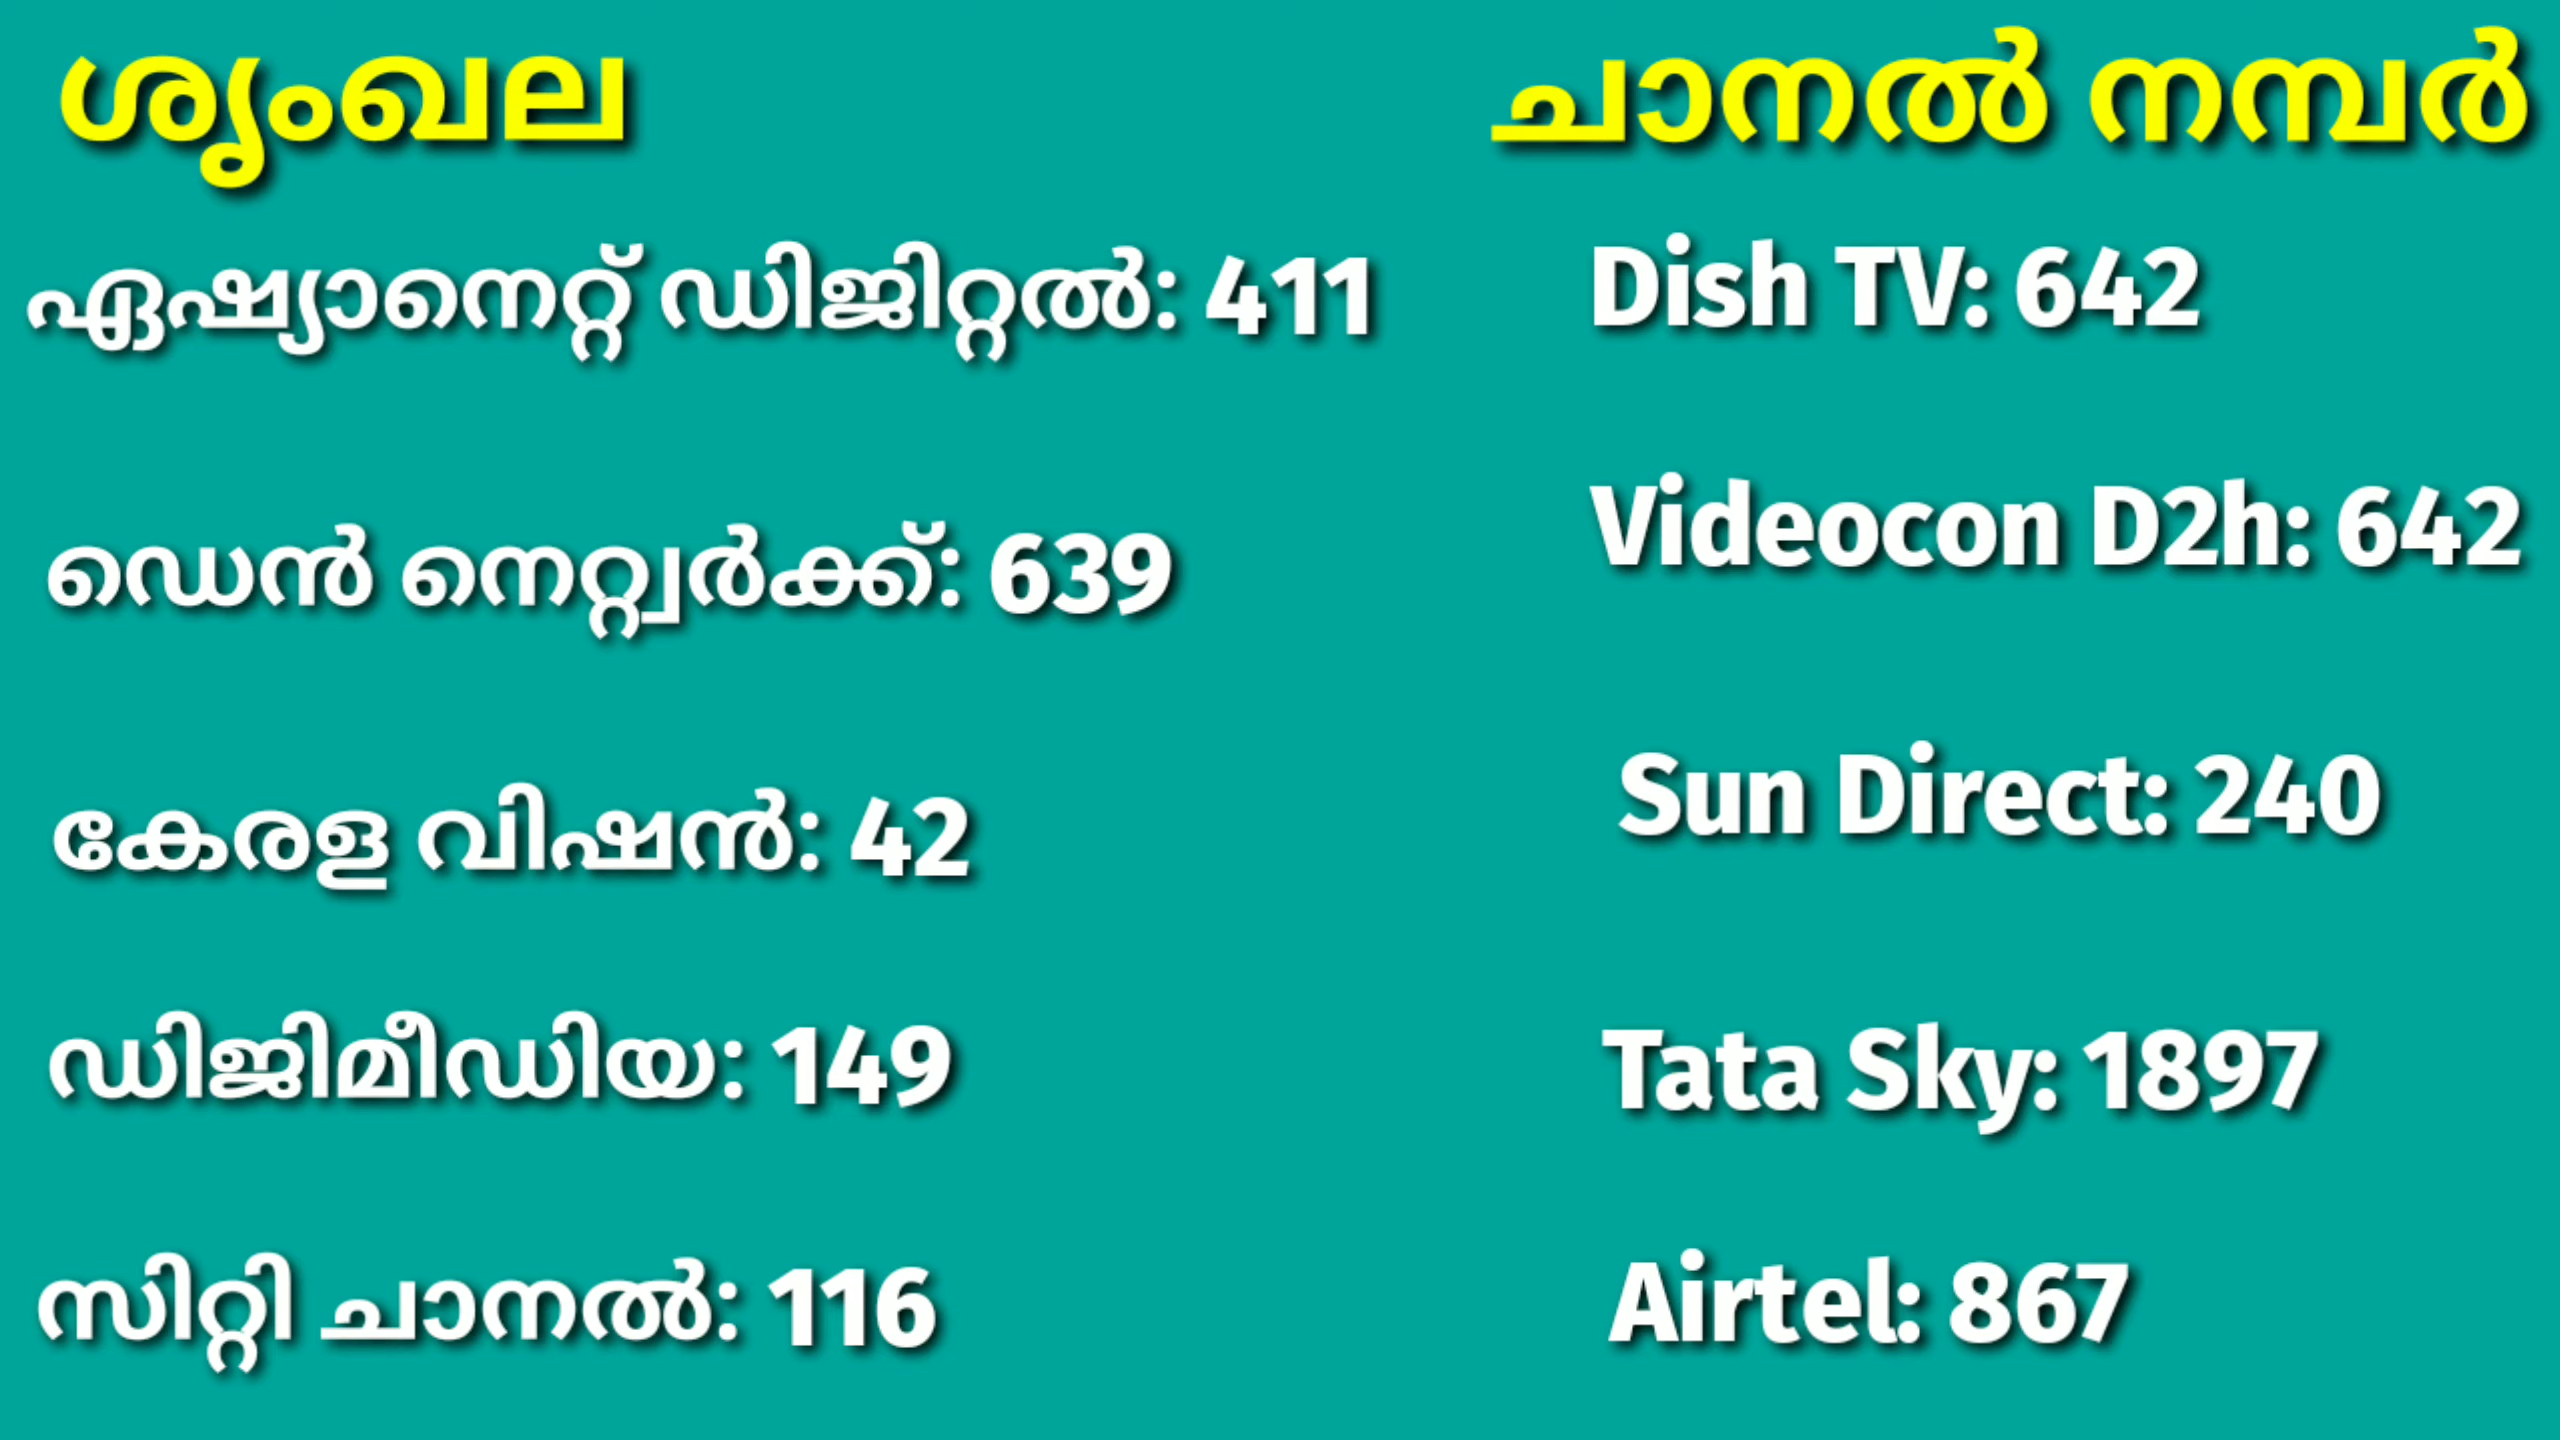 ശൃംഖല
ചാനൽ നമ്പർ
ഏഷ്യാനെറ്റ് ഡിജിറ്റൽ: 411
Dish TV: 642
ഡെൻ നെറ്റ്വർക്ക്: 639
Videocon D2h: 642
കേരള വിഷൻ: 42
Sun Direct: 240
ഡിജിമീഡിയ: 149
Tata Sky: 1897
സിറ്റി ചാനൽ: 116
Airtel: 867